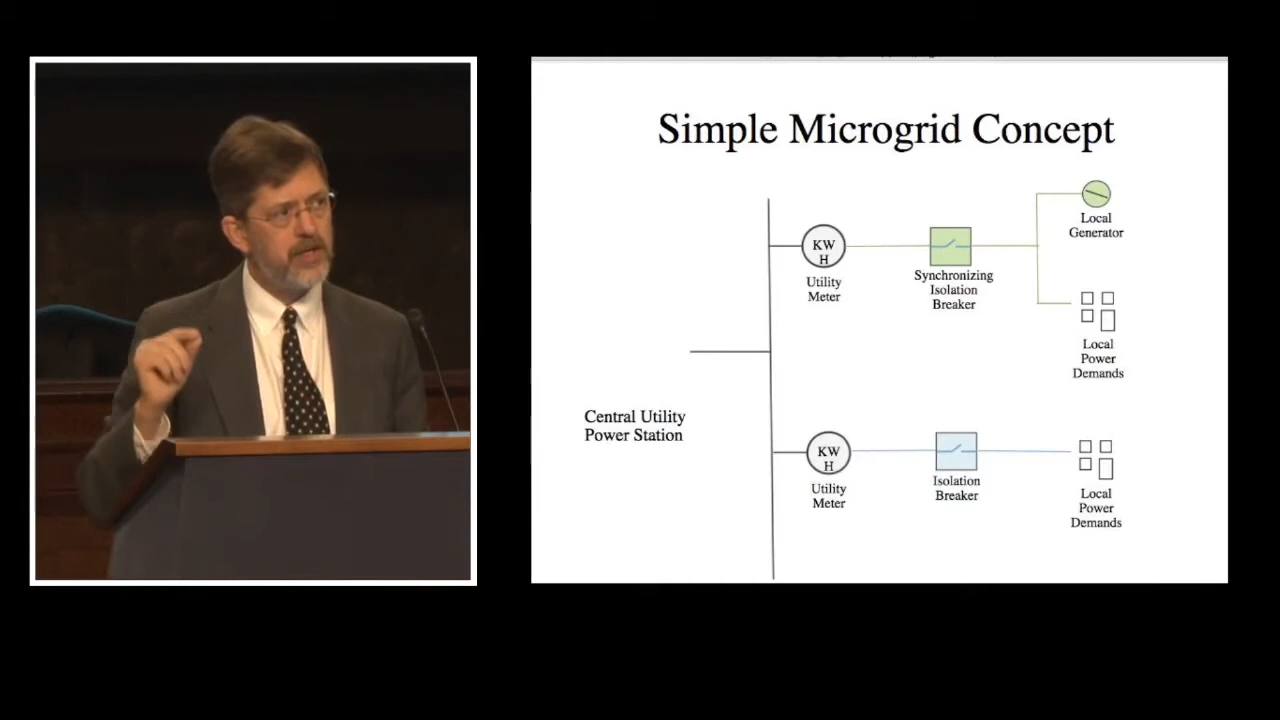 Simple Microgrid Concept
Local
Generator
KW
H
Utility
Meter
Synchronizing
Isolation
Breaker
Local
Power
Demands
Central Utility
Power Station
KW
H
Utility
Meter
Isolation
Breaker
Local
Power
Demands